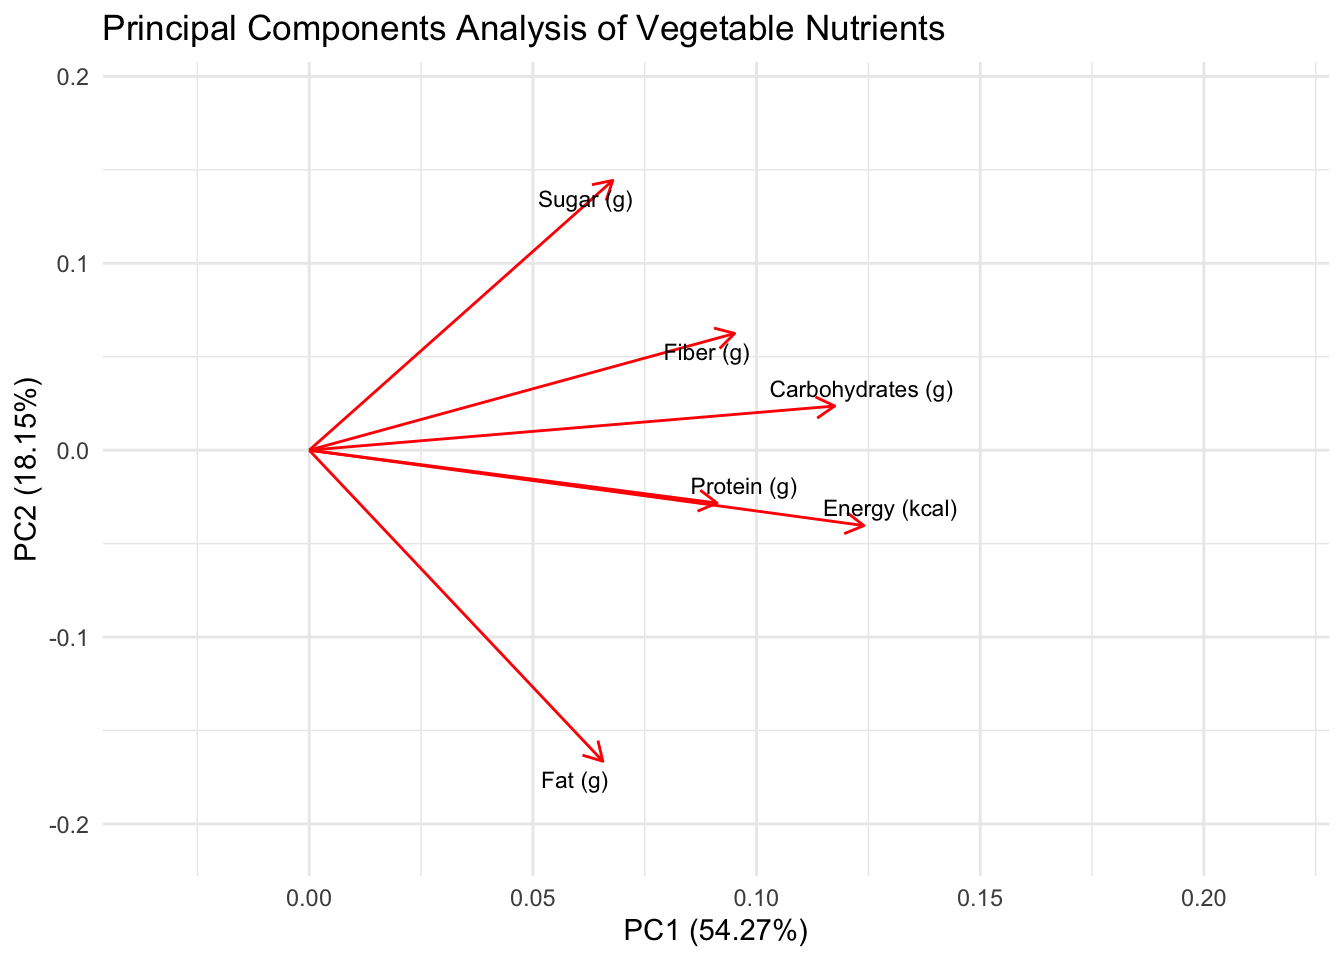 Principal Components Analysis of Vegetable Nutrients
0.2
0.1
0.0
-0.1
-0.2
PC2 (18.15%)
Sugar (g)
Fiber (g)
Carbohydrates (g)
Protein (g)
Energy (kcal)
Fat (g)
0.00 0.05 0.10 0.15 0.20
PC1 (54.27%)